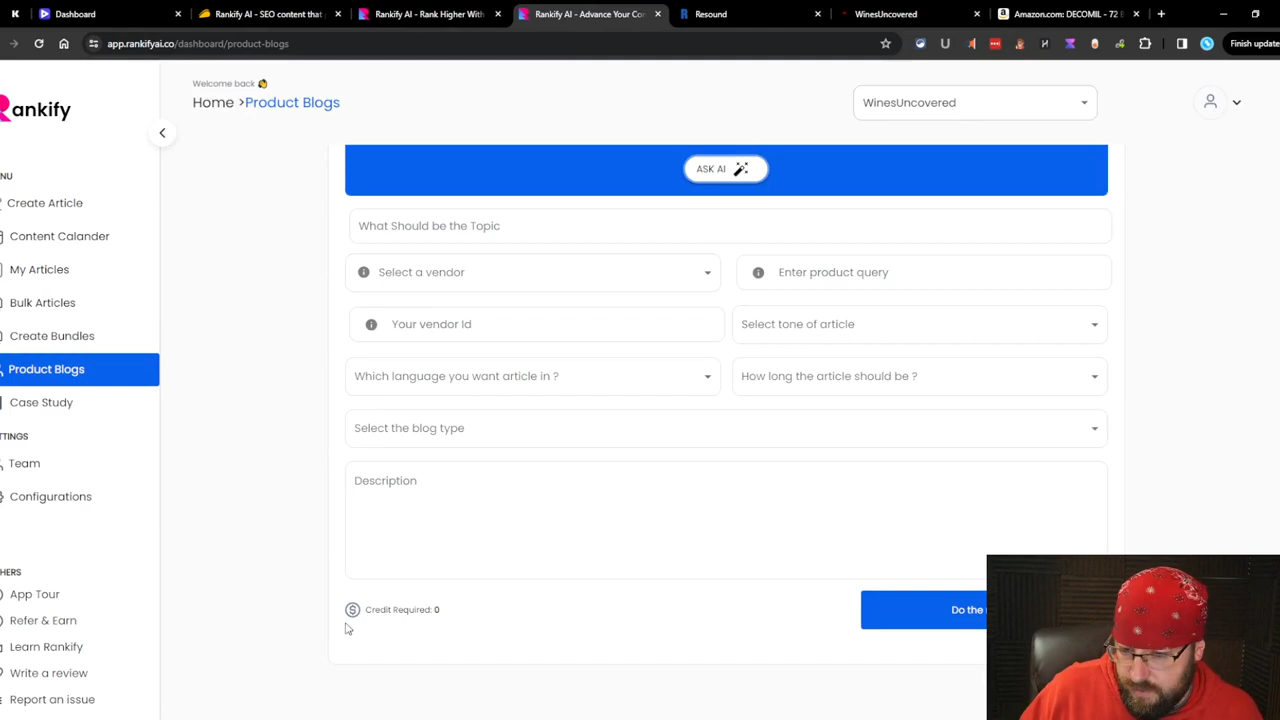 Dashboard
Rankify AI - SEO content that
Rankify AI - Rank Higher With
Rankify AI - Advance Your Co
Resound
WinesUncovered
Amazon.com: DECOMIL - 72
app.rankifyai.co/dashboard/product-blogs
Finish update
ankify
Welcome back
Home >Product Blogs
WinesUncovered
ENU
Create Article
Content Calander
My Articles
Bulk Articles
Create Bundles
Product Blogs
Case Study
TTINGS
Team
Configurations
HERS
App Tour
Refer & Earn
Learn Rankify
Write a review
Report an issue
ASK AI
What Should be the Topic
Select a vendor
Enter product query
Your vendor Id
Select tone of article
Which language you want article in ?
How long the article should be ?
Select the blog type
Description
Credit Required: 0
Do the